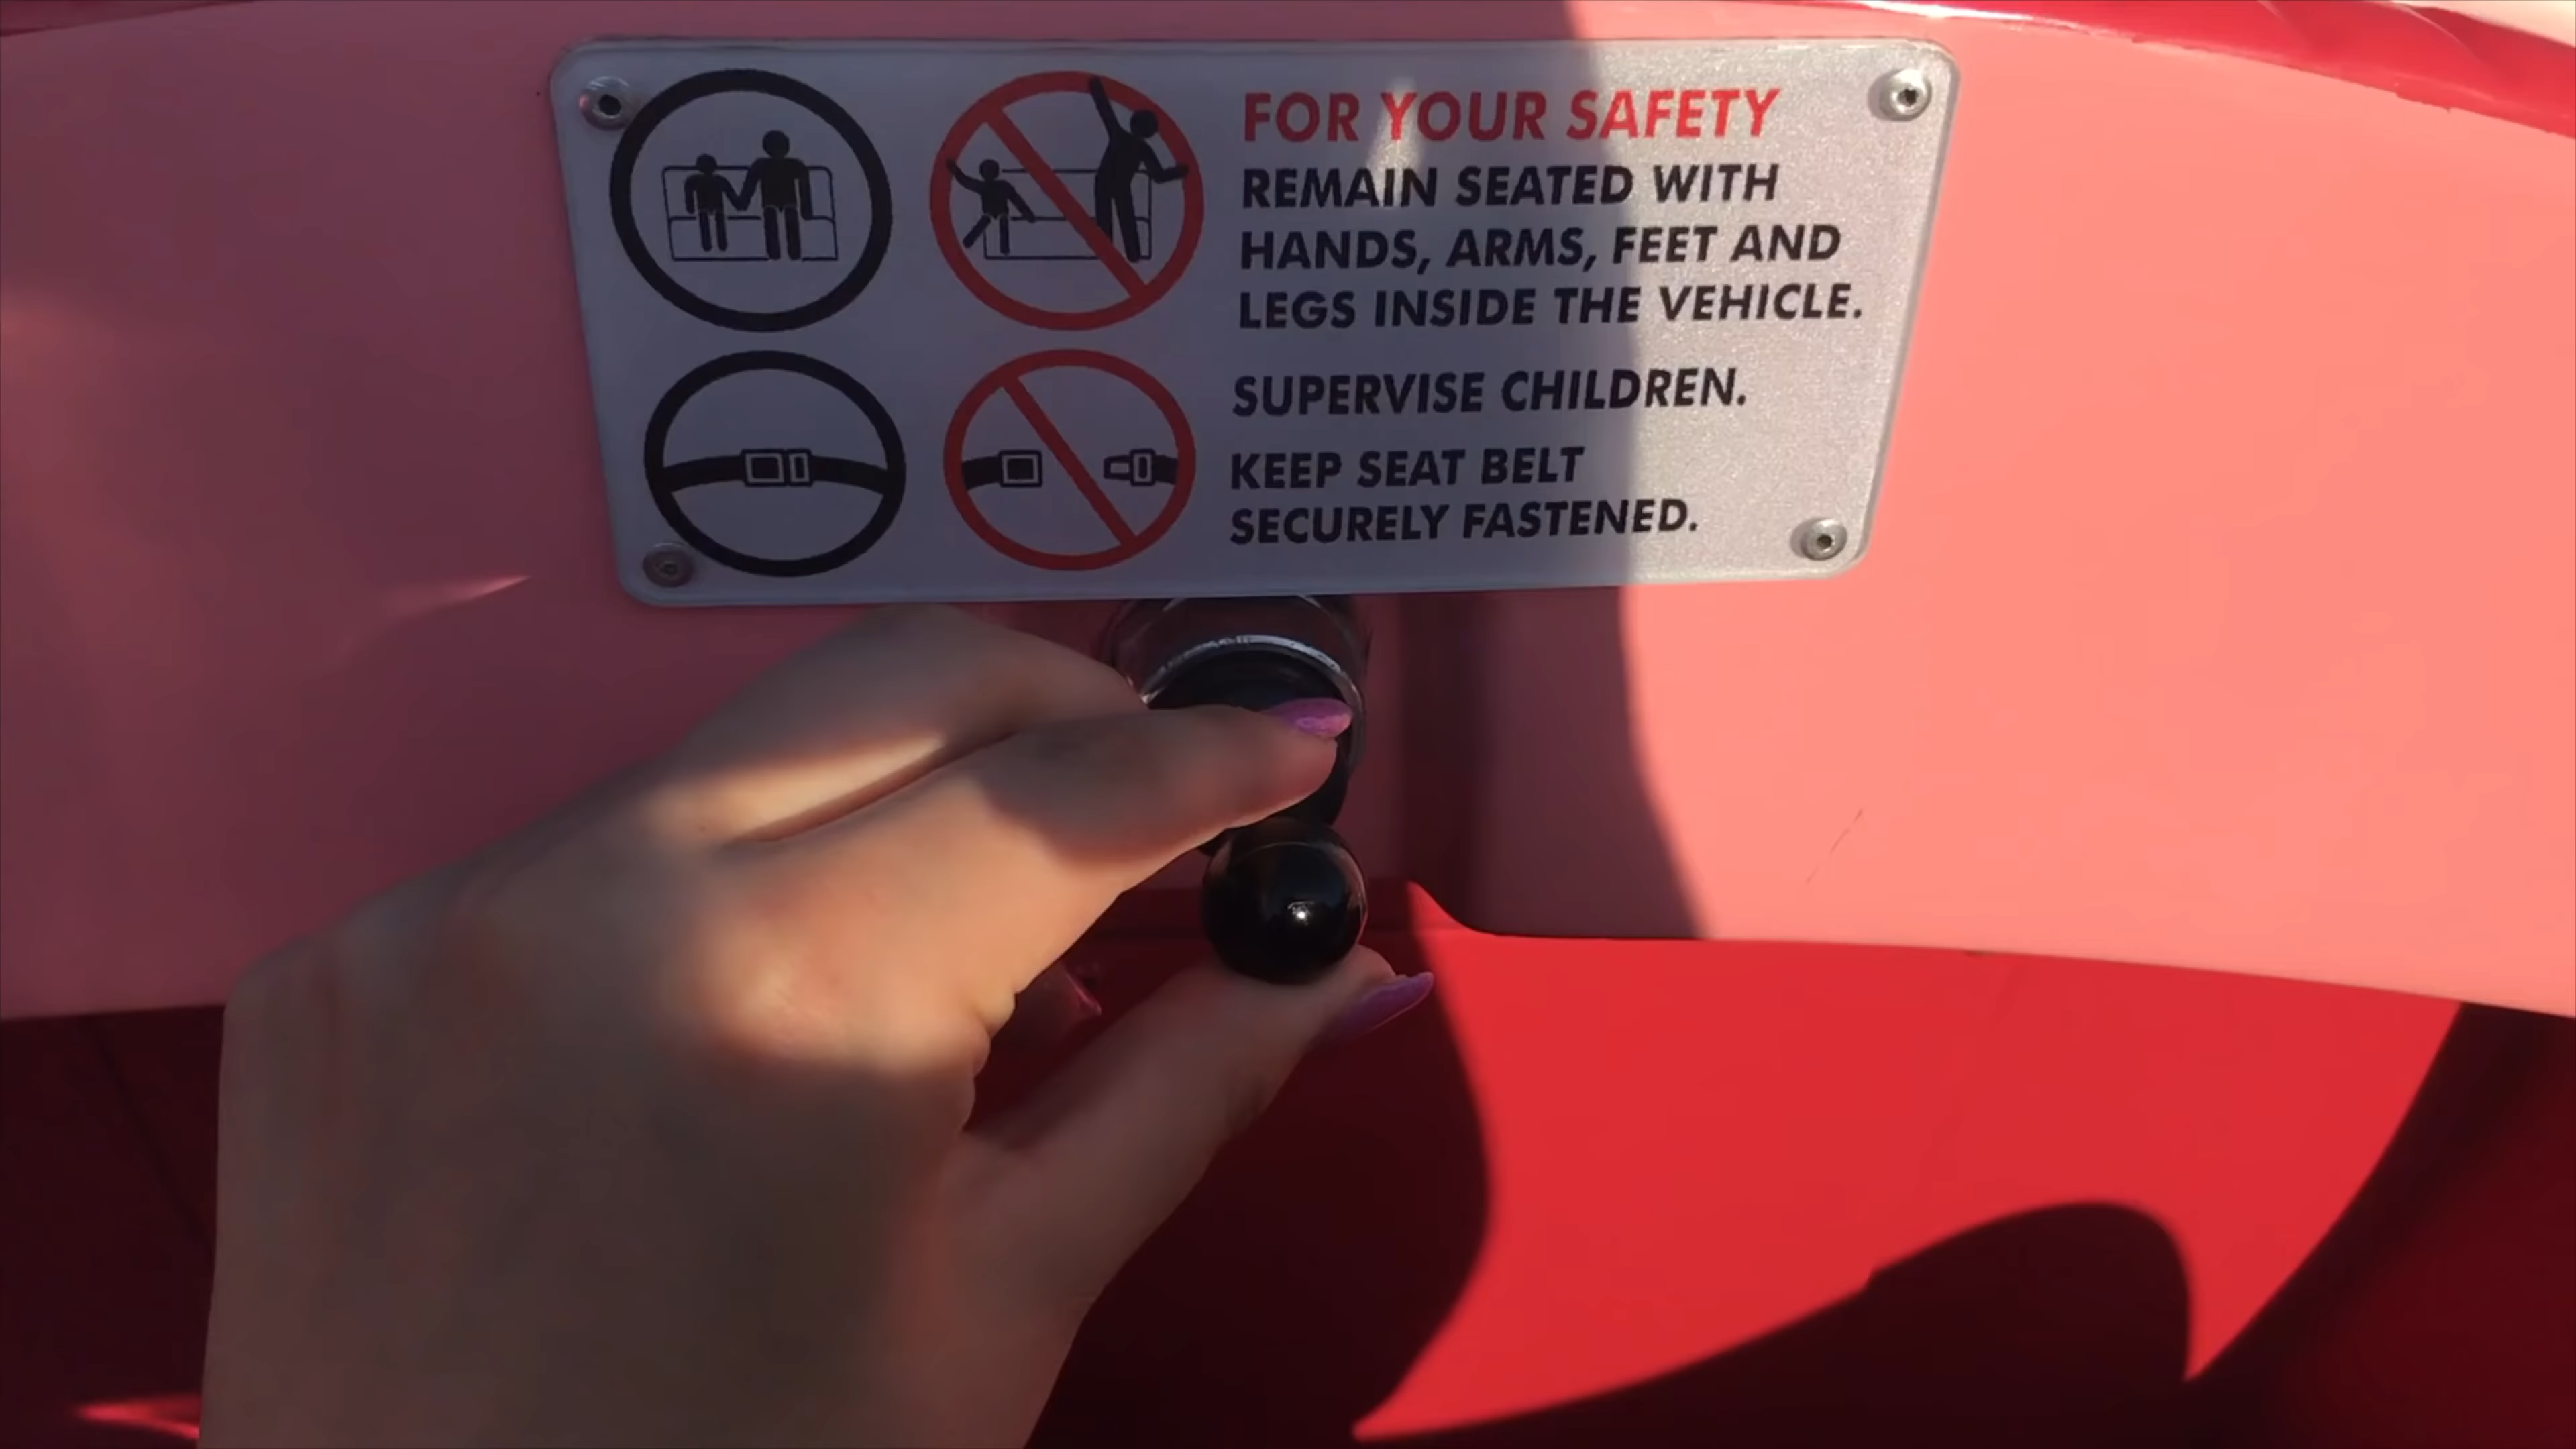 FOR YOUR SAFETY
REMAIN SEATED WITH
HANDS, ARMS, FEET AND
LEGS INSIDE THE VEHICLE.
SUPERVISE CHILDREN.
KEEP SEAT BELT
SECURELY FASTENED.